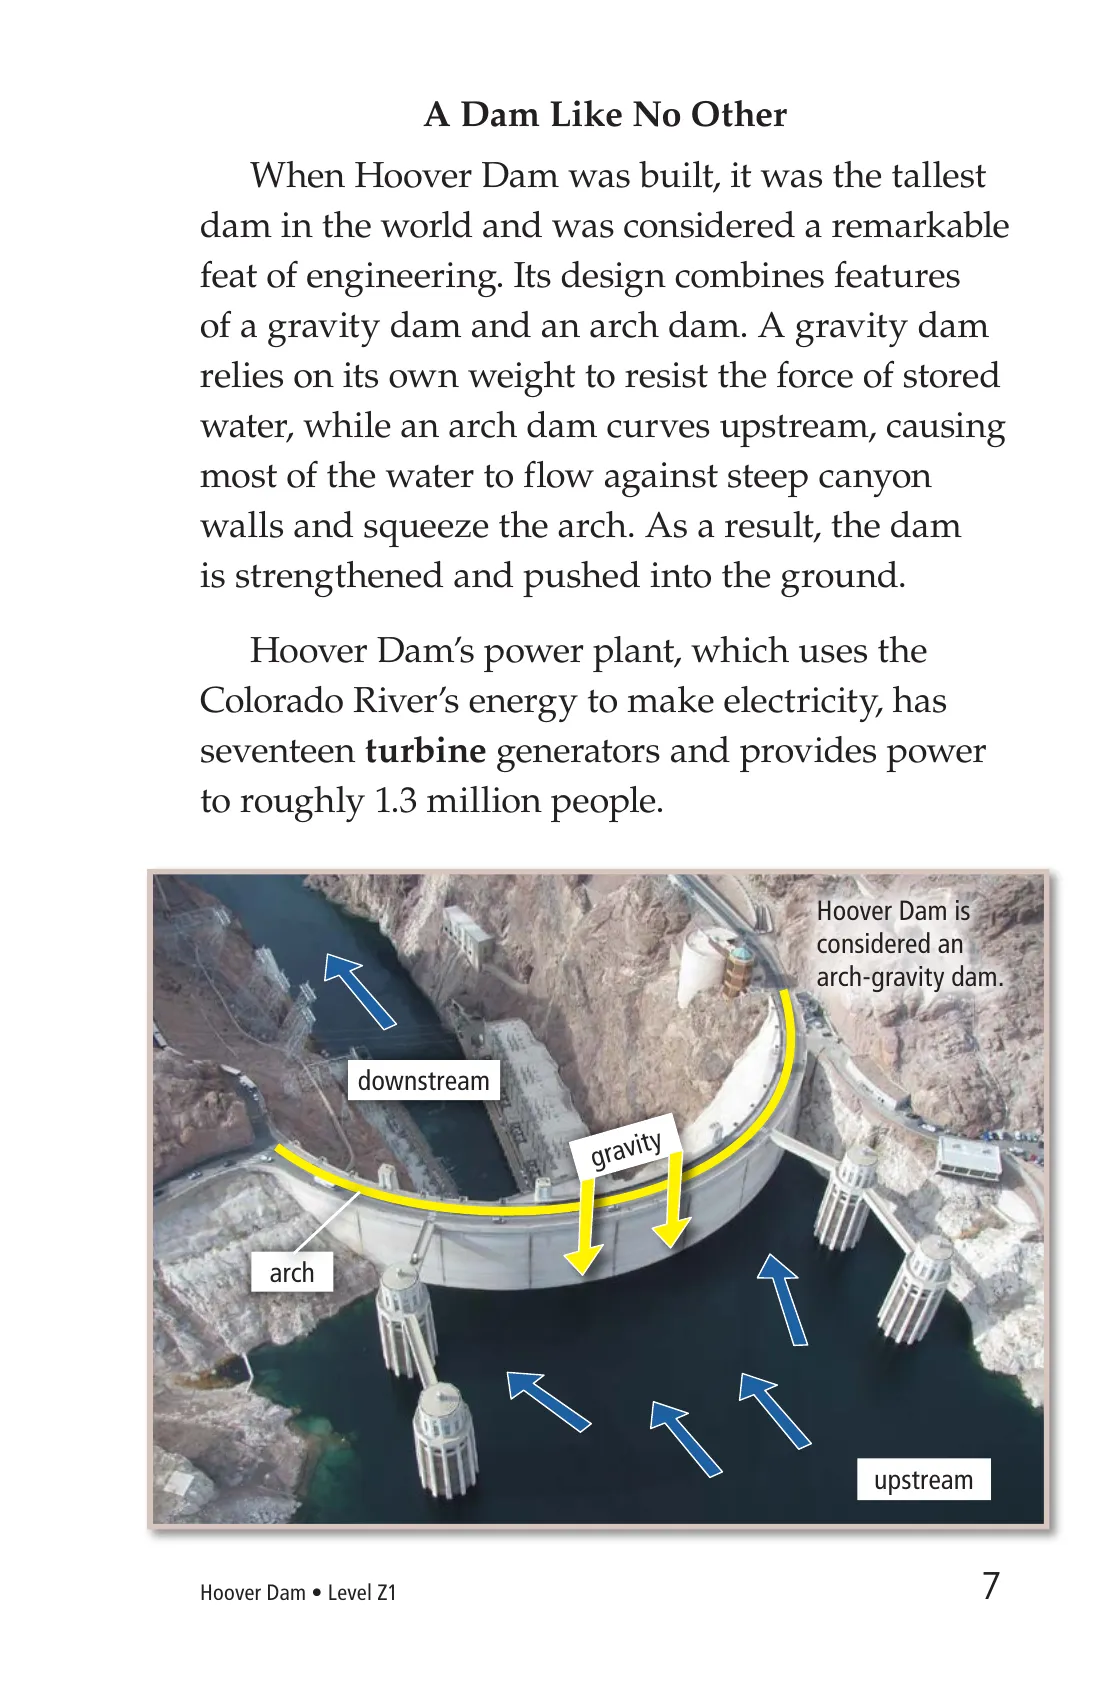 A Dam Like No Other
When Hoover Dam was built, it was the tallest
dam in the world and was considered a remarkable
feat of engineering. Its design combines features
of a gravity dam and an arch dam. A gravity dam
relies on its own weight to resist the force of stored
water, while an arch dam curves upstream, causing
most of the water to flow against steep canyon
walls and squeeze the arch. As a result, the dam
is strengthened and pushed into the ground.
Hoover Dam’s power plant, which uses the
Colorado River’s energy to make electricity, has
seventeen turbine generators and provides power
to roughly 1.3 million people.
Hoover Dam is
considered an
arch-gravity dam.
downstream
gravity
arch
upstream
Hoover Dam • Level Z1
7